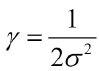 γ = 1 / 2σ²